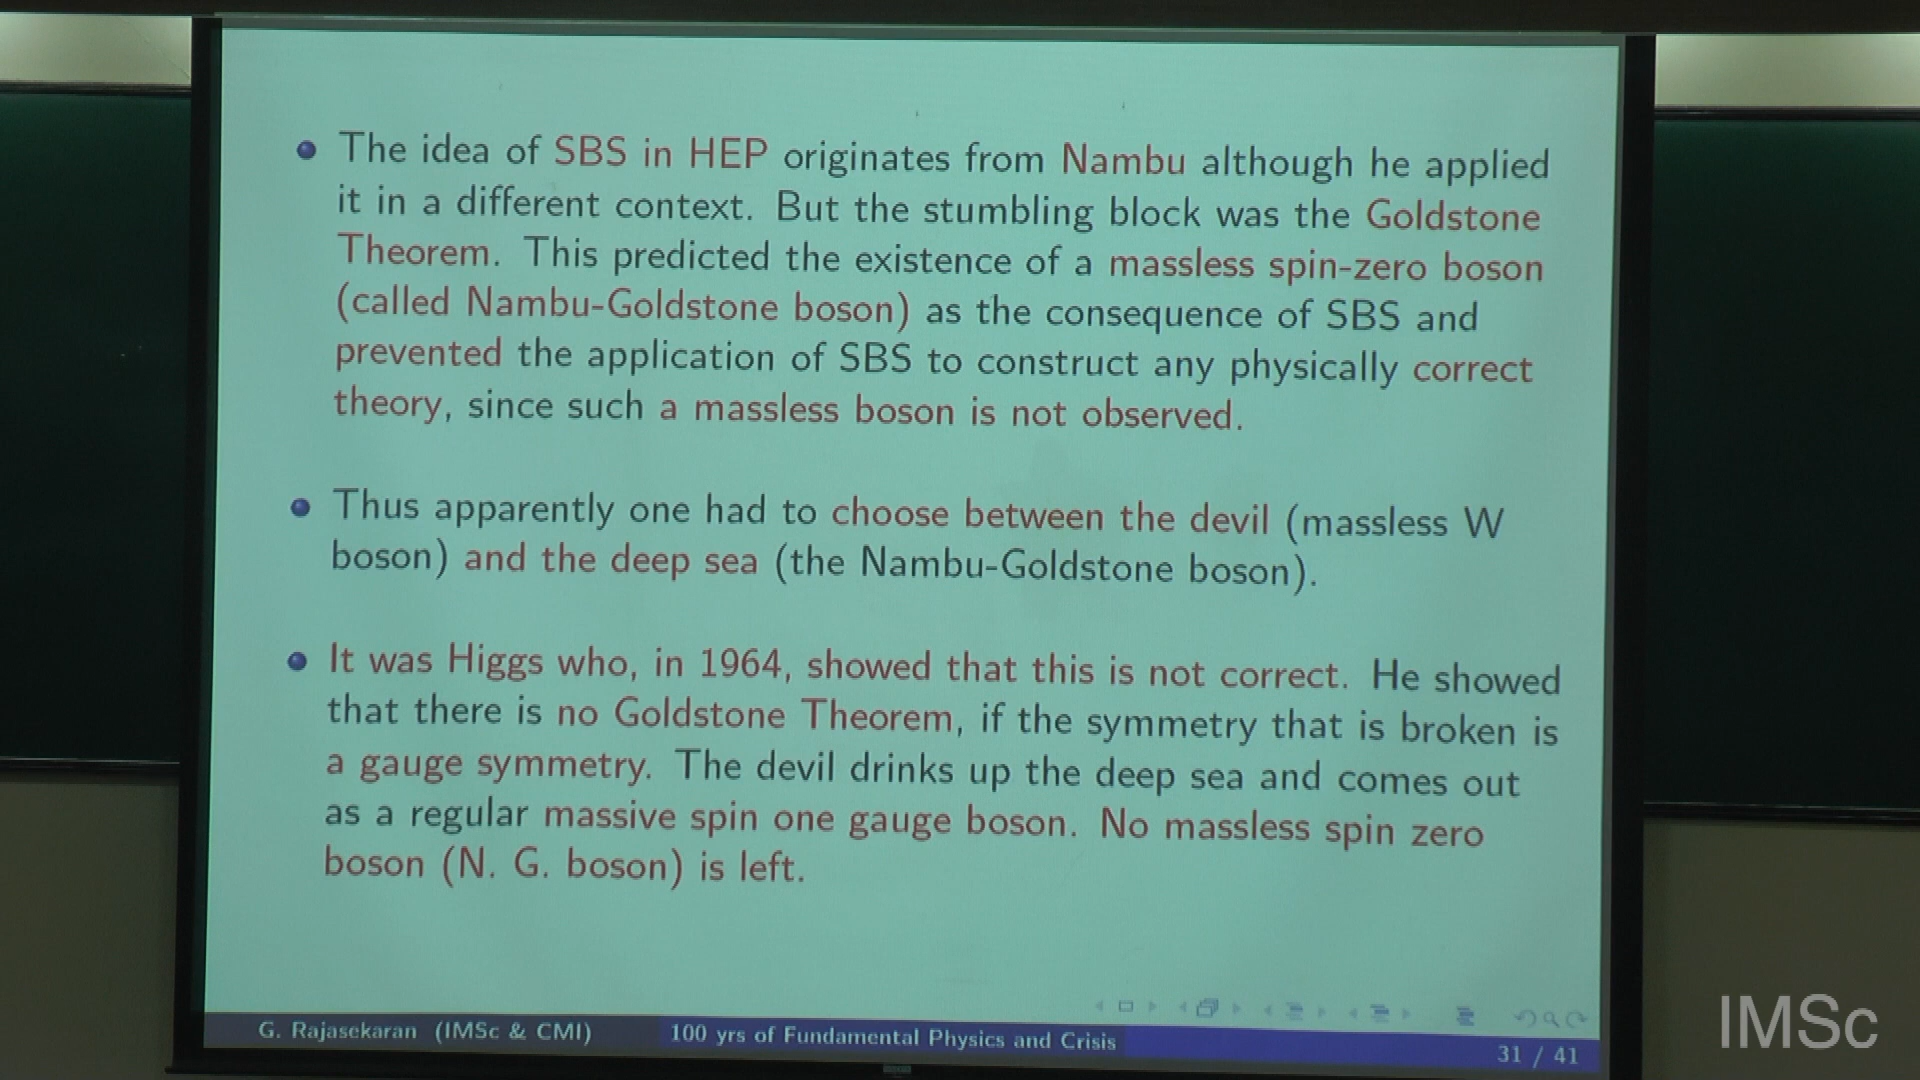 The idea of SBS in HEP originates from Nambu although he applied
it in a different context. But the stumbling block was the Goldstone
Theorem. This predicted the existence of a massless spin-zero boson
(called Nambu-Goldstone boson) as the consequence of SBS and
prevented the application of SBS to construct any physically correct
theory, since such a massless boson is not observed.
Thus apparently one had to choose between the devil (massless W
boson) and the deep sea (the Nambu-Goldstone boson).
It was Higgs who, in 1964, showed that this is not correct. He showed
that there is no Goldstone Theorem, if the symmetry that is broken is
a gauge symmetry. The devil drinks up the deep sea and comes out
as a regular massive spin one gauge boson. No massless spin zero
boson (N. G. boson) is left.
G. Rajasekaran (IMSc & CMI) 100 yrs of Fundamental Physics and Crisis 31 / 41
IMSc